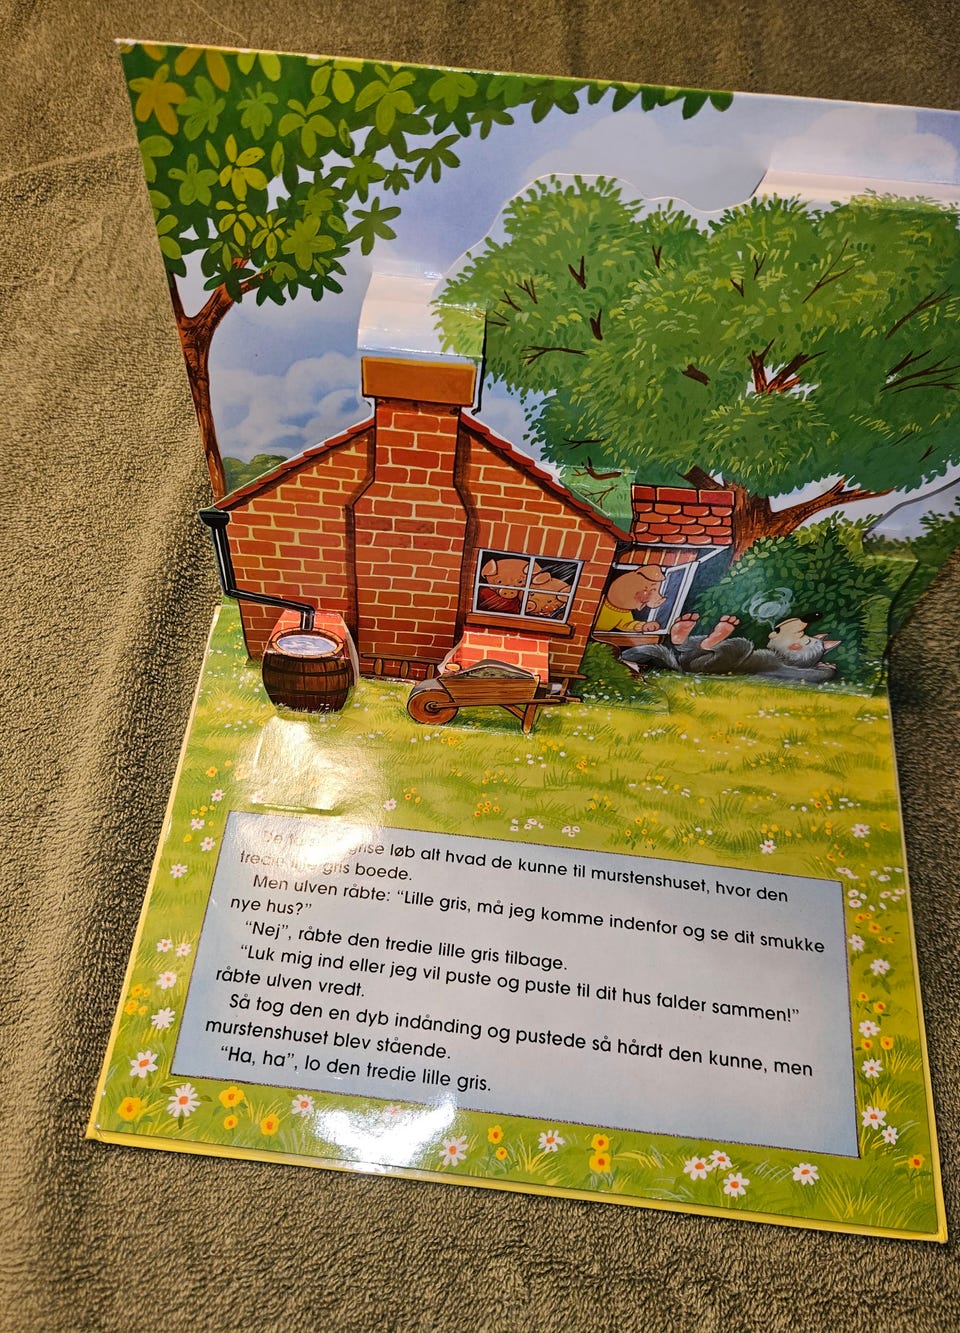 De grise løb alt hvad de kunne til murstenshuset, hvor den
tredie lille gris boede.
Men ulven råbte: “Lille gris, må jeg komme indenfor og se dit smukke
nye hus?”
“Nej”, råbte den tredie lille gris tilbage.
“Luk mig ind eller jeg vil puste og puste til dit hus falder sammen!”
råbte ulven vredt.
Så tog den en dyb indånding og pustede så hårdt den kunne, men
murstenshuset blev stående.
“Ha, ha”, lo den tredie lille gris.